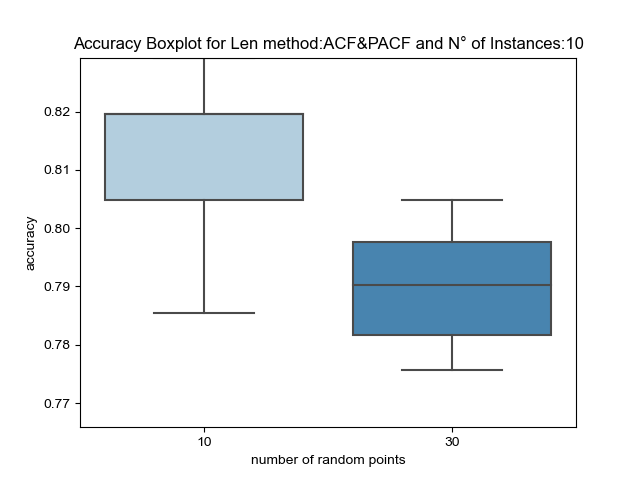 Accuracy Boxplot for Len method:ACF&PACF and N° of Instances:10
0.82
0.81
0.80
0.79
0.78
0.77
accuracy
10
30
number of random points